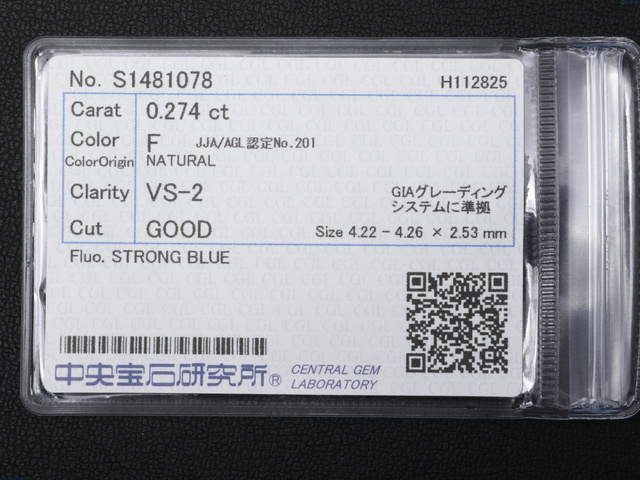 No. S1481078 H112825
Carat 0.274 ct
Color F JJA/AGL認定No.201
ColorOrigin NATURAL
Clarity VS-2 GIAグレーディング
システムに準拠
Cut GOOD Size 4.22 - 4.26 × 2.53 mm
Fluo. STRONG BLUE
中央宝石研究所® CENTRAL GEM
LABORATORY